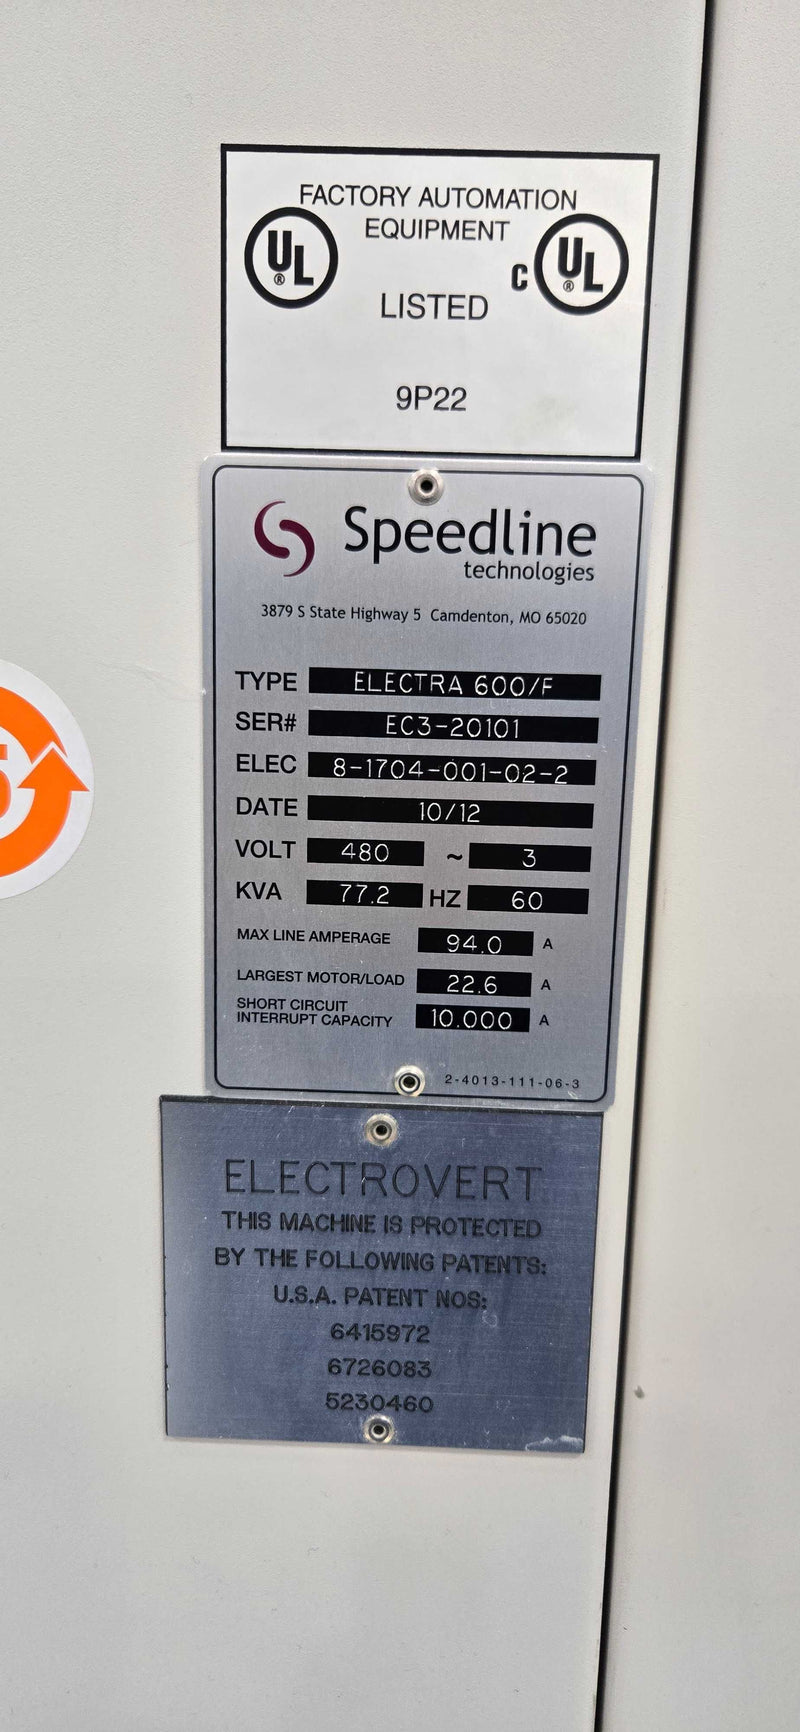 FACTORY AUTOMATION
EQUIPMENT
UL ®
C UL ®
LISTED
9P22
Speedline
technologies
3879 S State Highway 5 Camdenton, MO 65020
TYPE ELECTRA 600/F
SER# EC3-20101
ELEC 8-1704-001-02-2
DATE 10/12
VOLT 480 ~ 3
KVA 77.2 HZ 60
MAX LINE AMPERAGE 94.0 A
LARGEST MOTOR/LOAD 22.6 A
SHORT CIRCUIT
INTERRUPT CAPACITY 10.000 A
2-4013-111-06-3
ELECTROVERT
THIS MACHINE IS PROTECTED
BY THE FOLLOWING PATENTS:
U.S.A. PATENT NOS:
6415972
6726083
5230460